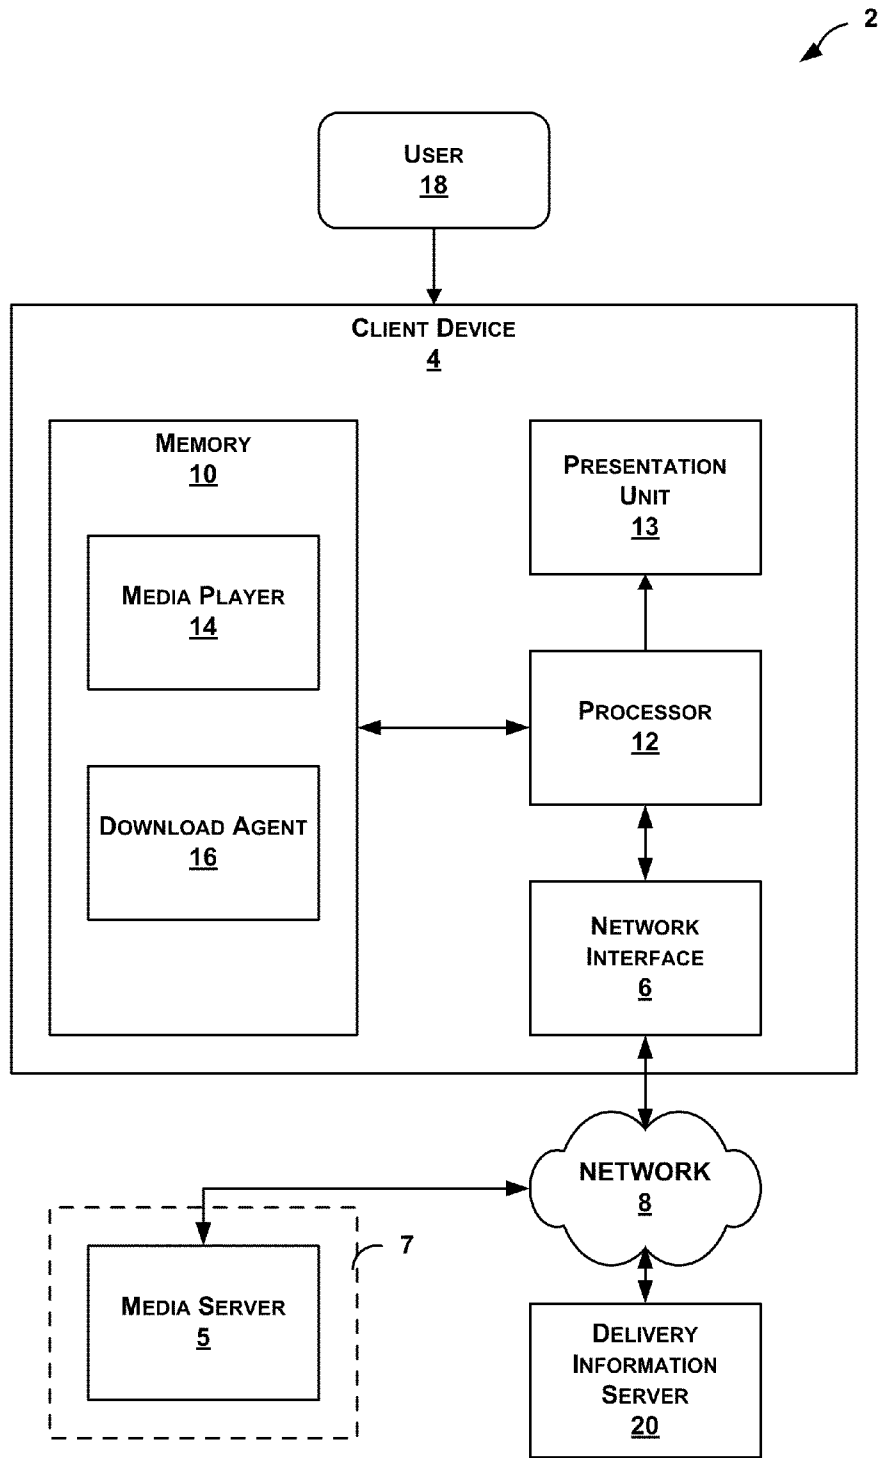 2
USER
18
CLIENT DEVICE
4
MEMORY
10
MEDIA PLAYER
14
DOWNLOAD AGENT
16
PRESENTATION
UNIT
13
PROCESSOR
12
NETWORK
INTERFACE
6
NETWORK
8
7
MEDIA SERVER
5
DELIVERY
INFORMATION
SERVER
20